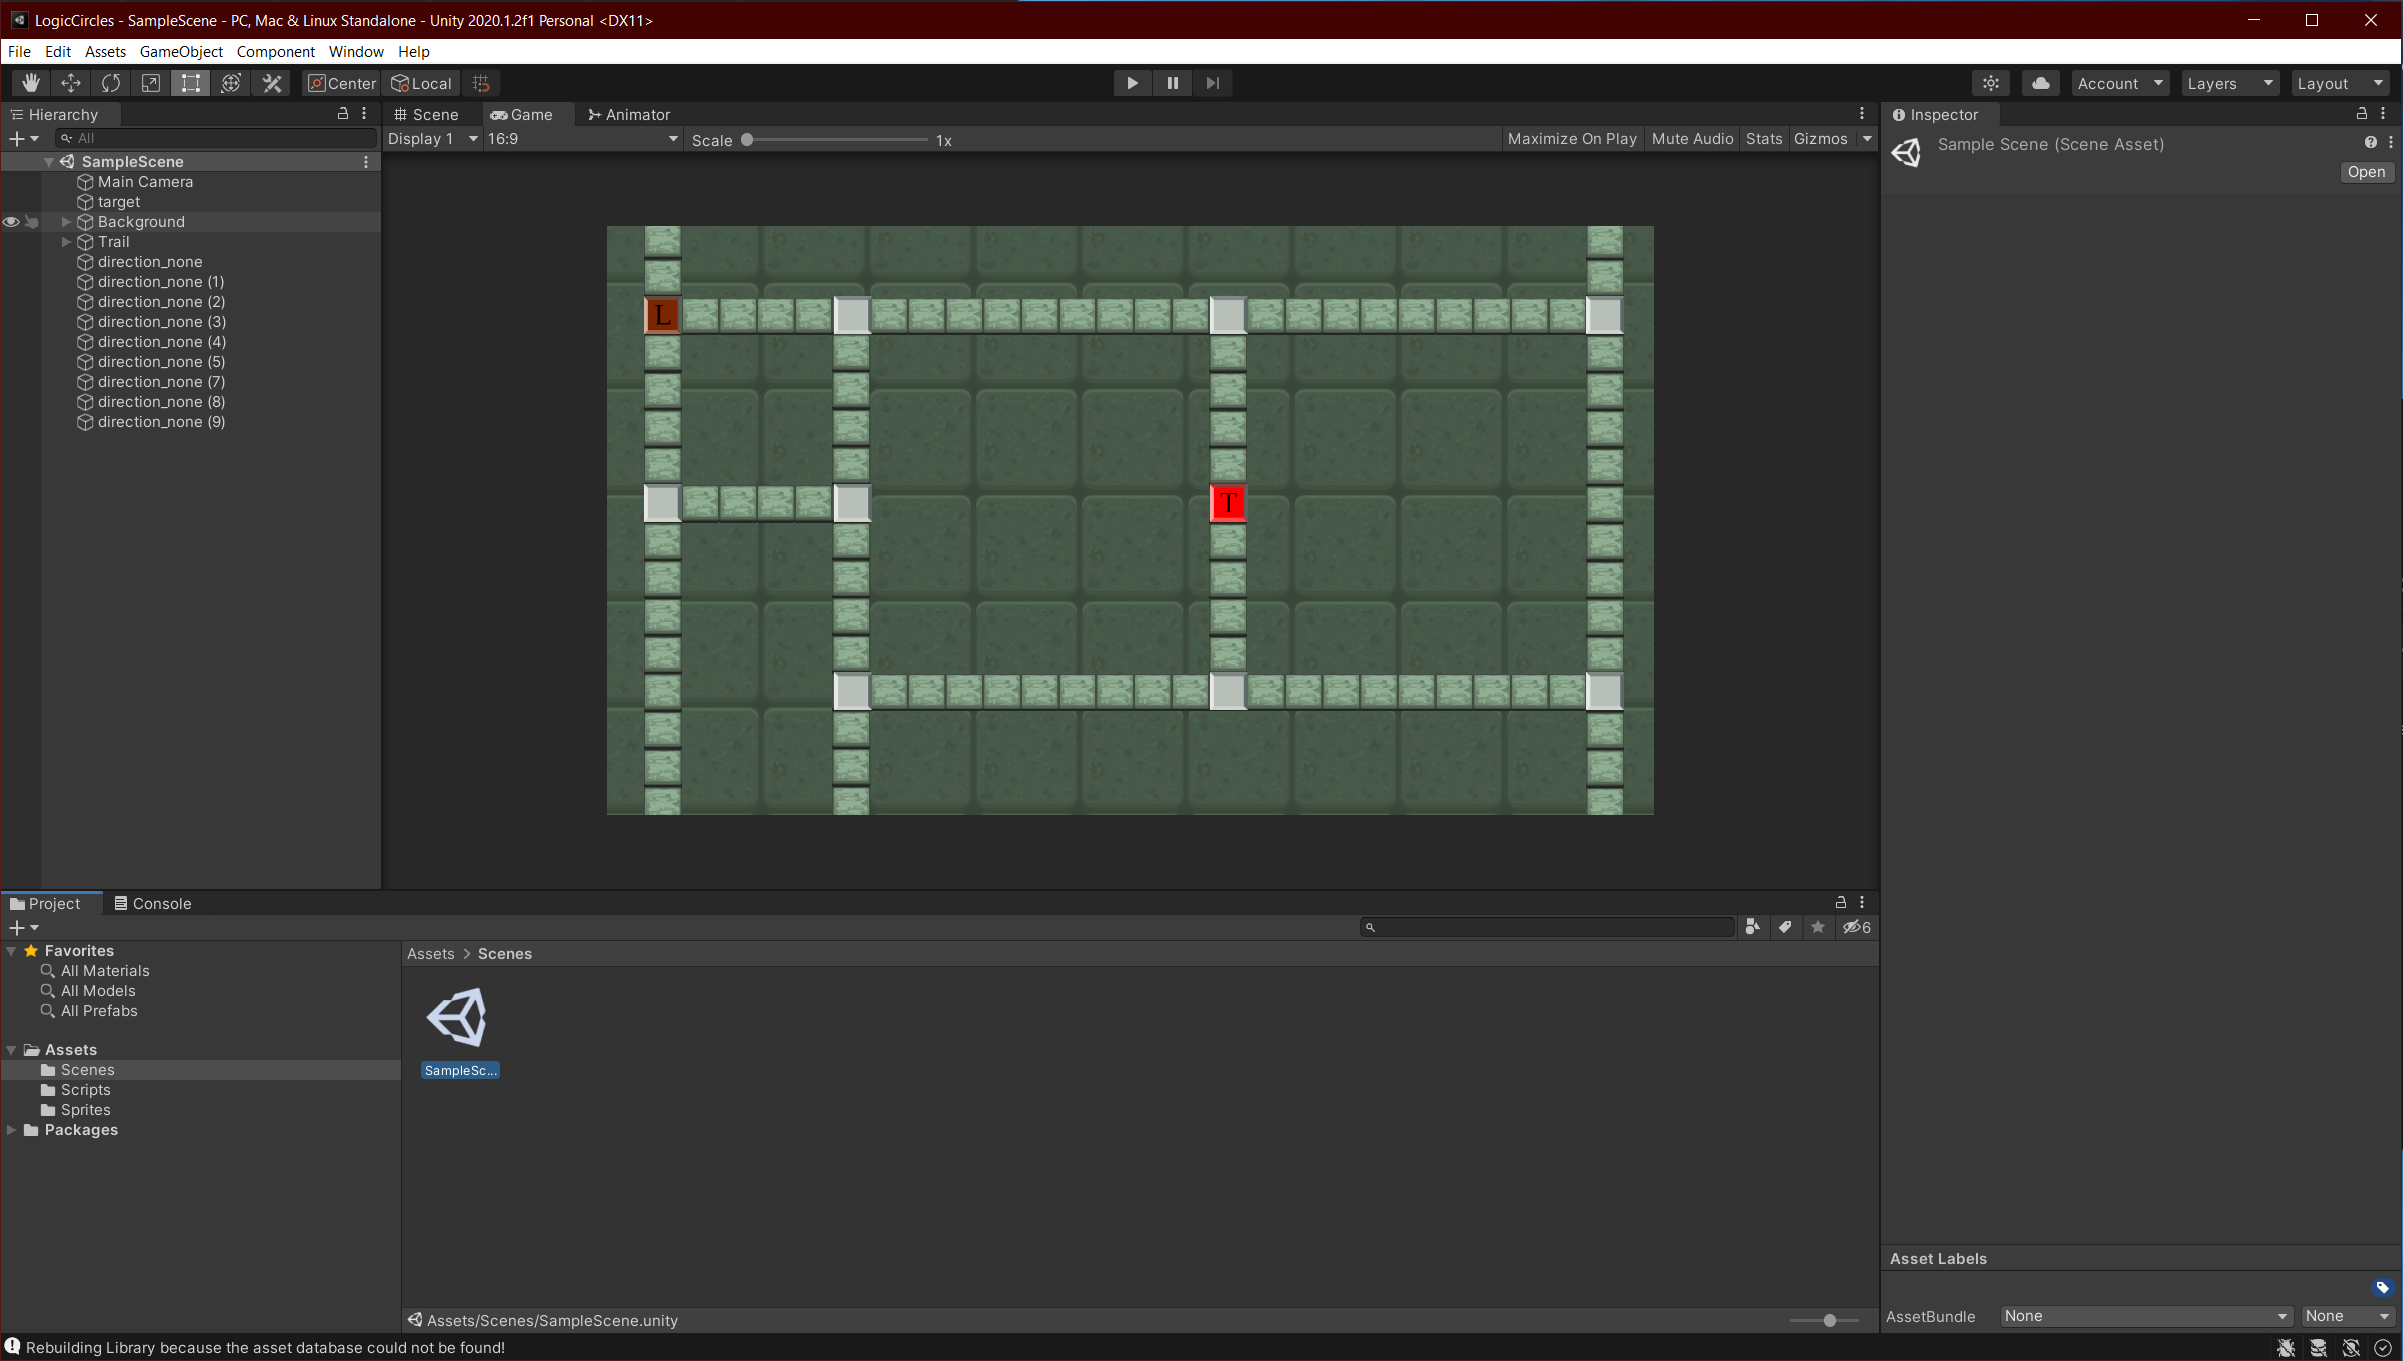 LogicCircles - SampleScene - PC, Mac & Linux Standalone - Unity 2020.1.2f1 Personal <DX11>
File Edit Assets GameObject Component Window Help
Center Local Account Layers Layout
Hierarchy
All
SampleScene
Main Camera
target
Background
Trail
direction_none
direction_none (1)
direction_none (2)
direction_none (3)
direction_none (4)
direction_none (5)
direction_none (7)
direction_none (8)
direction_none (9)
Scene Game Animator
Display 1 16:9 Scale 1x Maximize On Play Mute Audio Stats Gizmos
L
T
Inspector
Sample Scene (Scene Asset)
Open
Project Console
6
Favorites
All Materials
All Models
All Prefabs
Assets
Scenes
Scripts
Sprites
Packages
Assets > Scenes
SampleSc...
Assets/Scenes/SampleScene.unity
Asset Labels
AssetBundle None None
Rebuilding Library because the asset database could not be found!